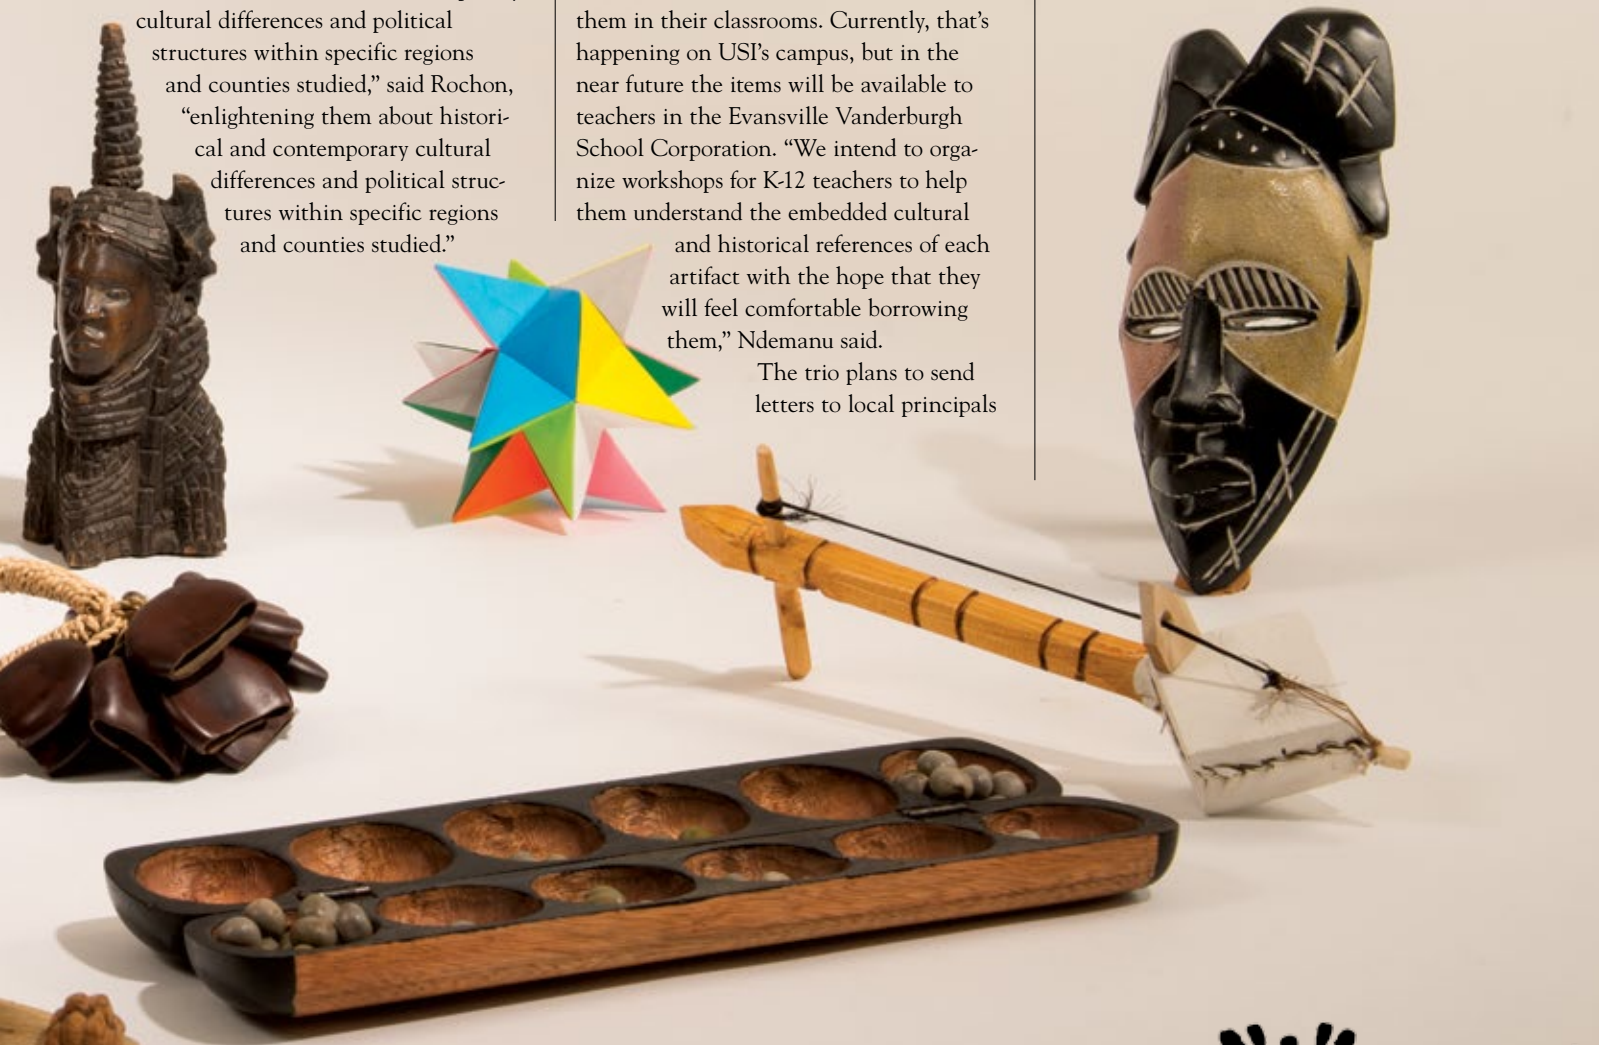 cultural differences and political
structures within specific regions
and counties studied,” said Rochon,
“enlightening them about histori-
cal and contemporary cultural
differences and political struc-
tures within specific regions
and counties studied.”
them in their classrooms. Currently, that’s
happening on USI’s campus, but in the
near future the items will be available to
teachers in the Evansville Vanderburgh
School Corporation. “We intend to orga-
nize workshops for K-12 teachers to help
them understand the embedded cultural
and historical references of each
artifact with the hope that they
will feel comfortable borrowing
them,” Ndemanu said.
The trio plans to send
letters to local principals